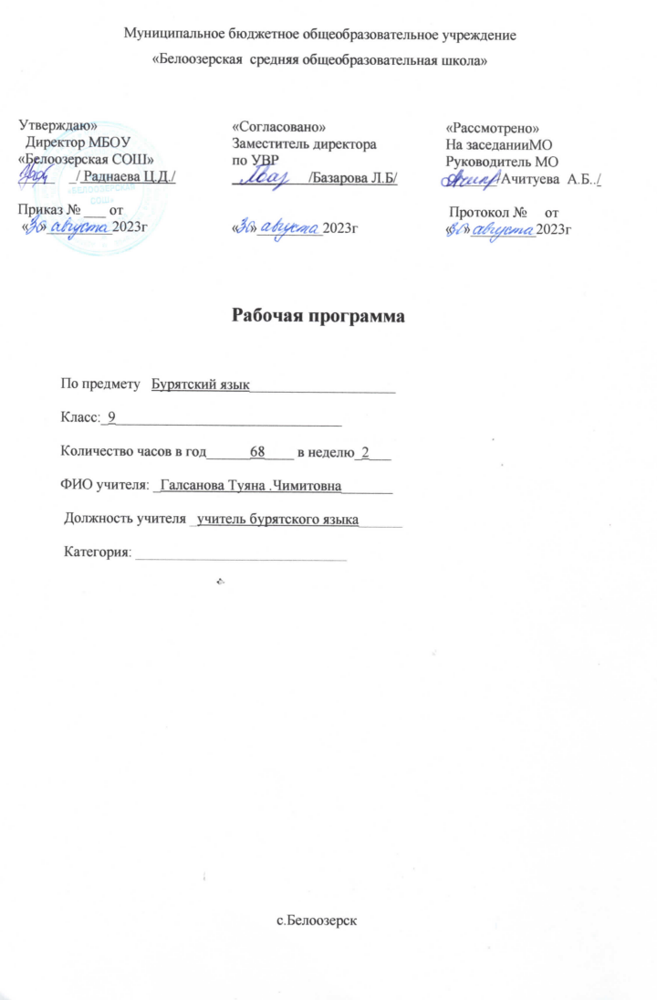 Муниципальное бюджетное общеобразовательное учреждение
«Белоозерская средняя общеобразовательная школа»
Утверждаю»
Директор МБОУ
«Белоозерская СОШ»
/ Раднаева Ц.Д./
Приказ № ___ от
«30» августа 2023г
«Согласовано»
Заместитель директора
по УВР
/Базарова Л.Б/
«30» августа 2023г
«Рассмотрено»
На заседанииМО
Руководитель МО
/Ачитуева А.Б../
Протокол № от
«30» августа 2023г
Рабочая программа
По предмету Бурятский язык
Класс: 9
Количество часов в год 68 в неделю 2
ФИО учителя: Галсанова Туяна .Чимитовна
Должность учителя учитель бурятского языка
Категория:
с.Белоозерск